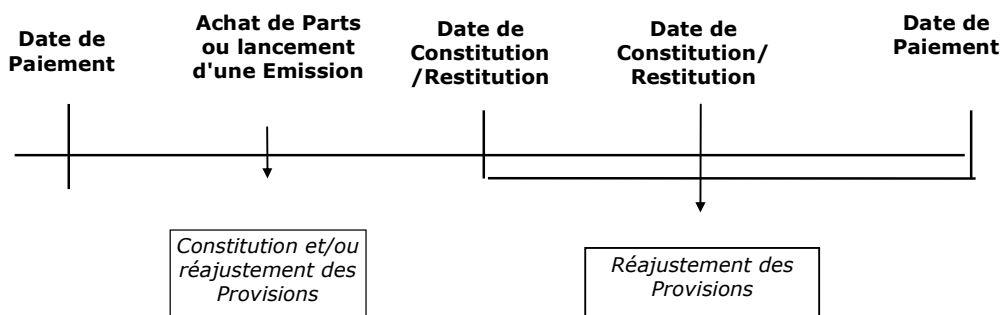 Date de
Paiement
Achat de Parts
ou lancement
d'une Emission
Date de
Constitution
/Restitution
Date de
Constitution/
Restitution
Date de
Paiement
Constitution et/ou
réajustement des
Provisions
Réajustement des
Provisions